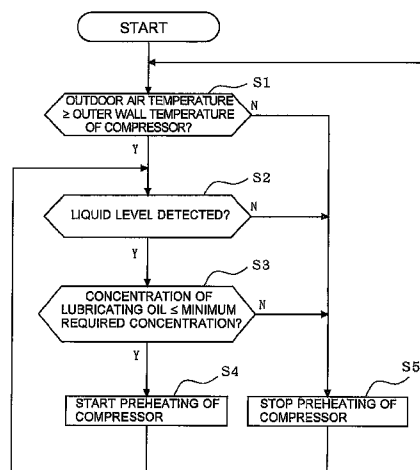 START
S1
OUTDOOR AIR TEMPERATURE
≥ OUTER WALL TEMPERATURE
OF COMPRESSOR?
N
Y
S2
LIQUID LEVEL DETECTED?
N
Y
S3
CONCENTRATION OF
LUBRICATING OIL ≤ MINIMUM
REQUIRED CONCENTRATION?
N
Y
S4
START PREHEATING OF
COMPRESSOR
S5
STOP PREHEATING OF
COMPRESSOR